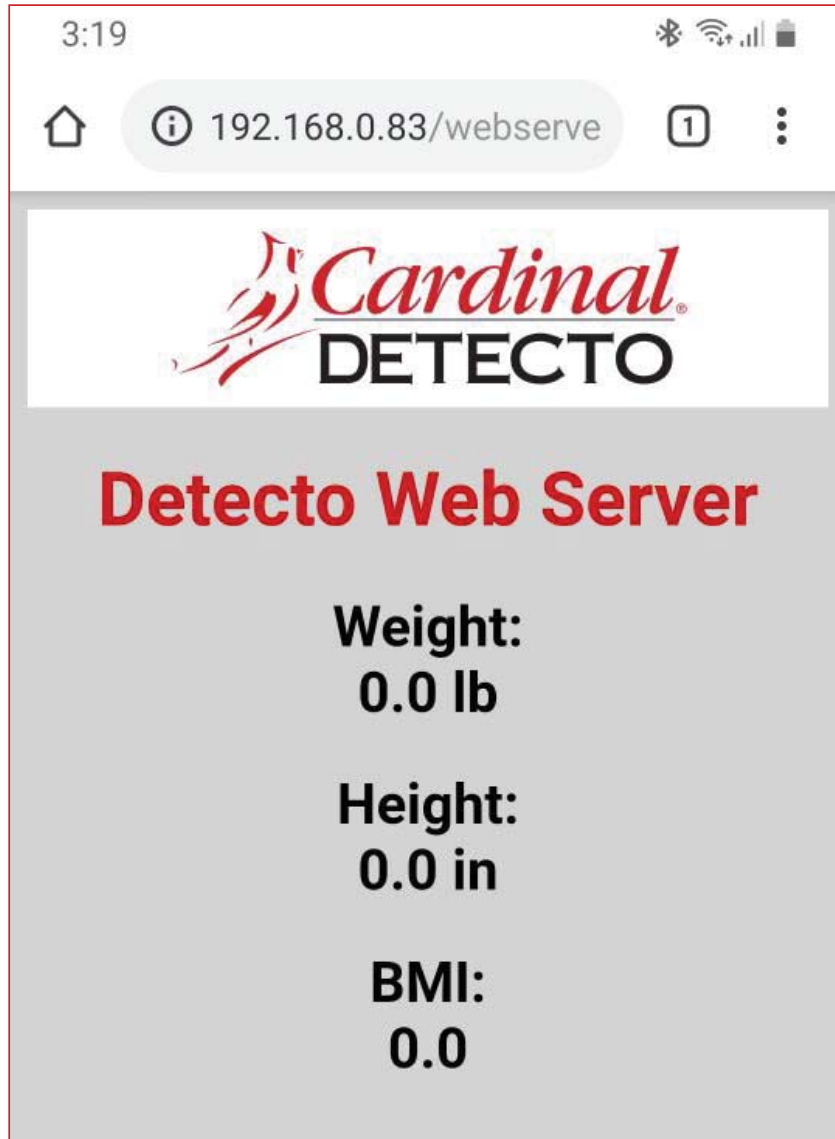 3:19
192.168.0.83/webserve
1
Cardinal®
DETECTO
Detecto Web Server
Weight:
0.0 lb
Height:
0.0 in
BMI:
0.0